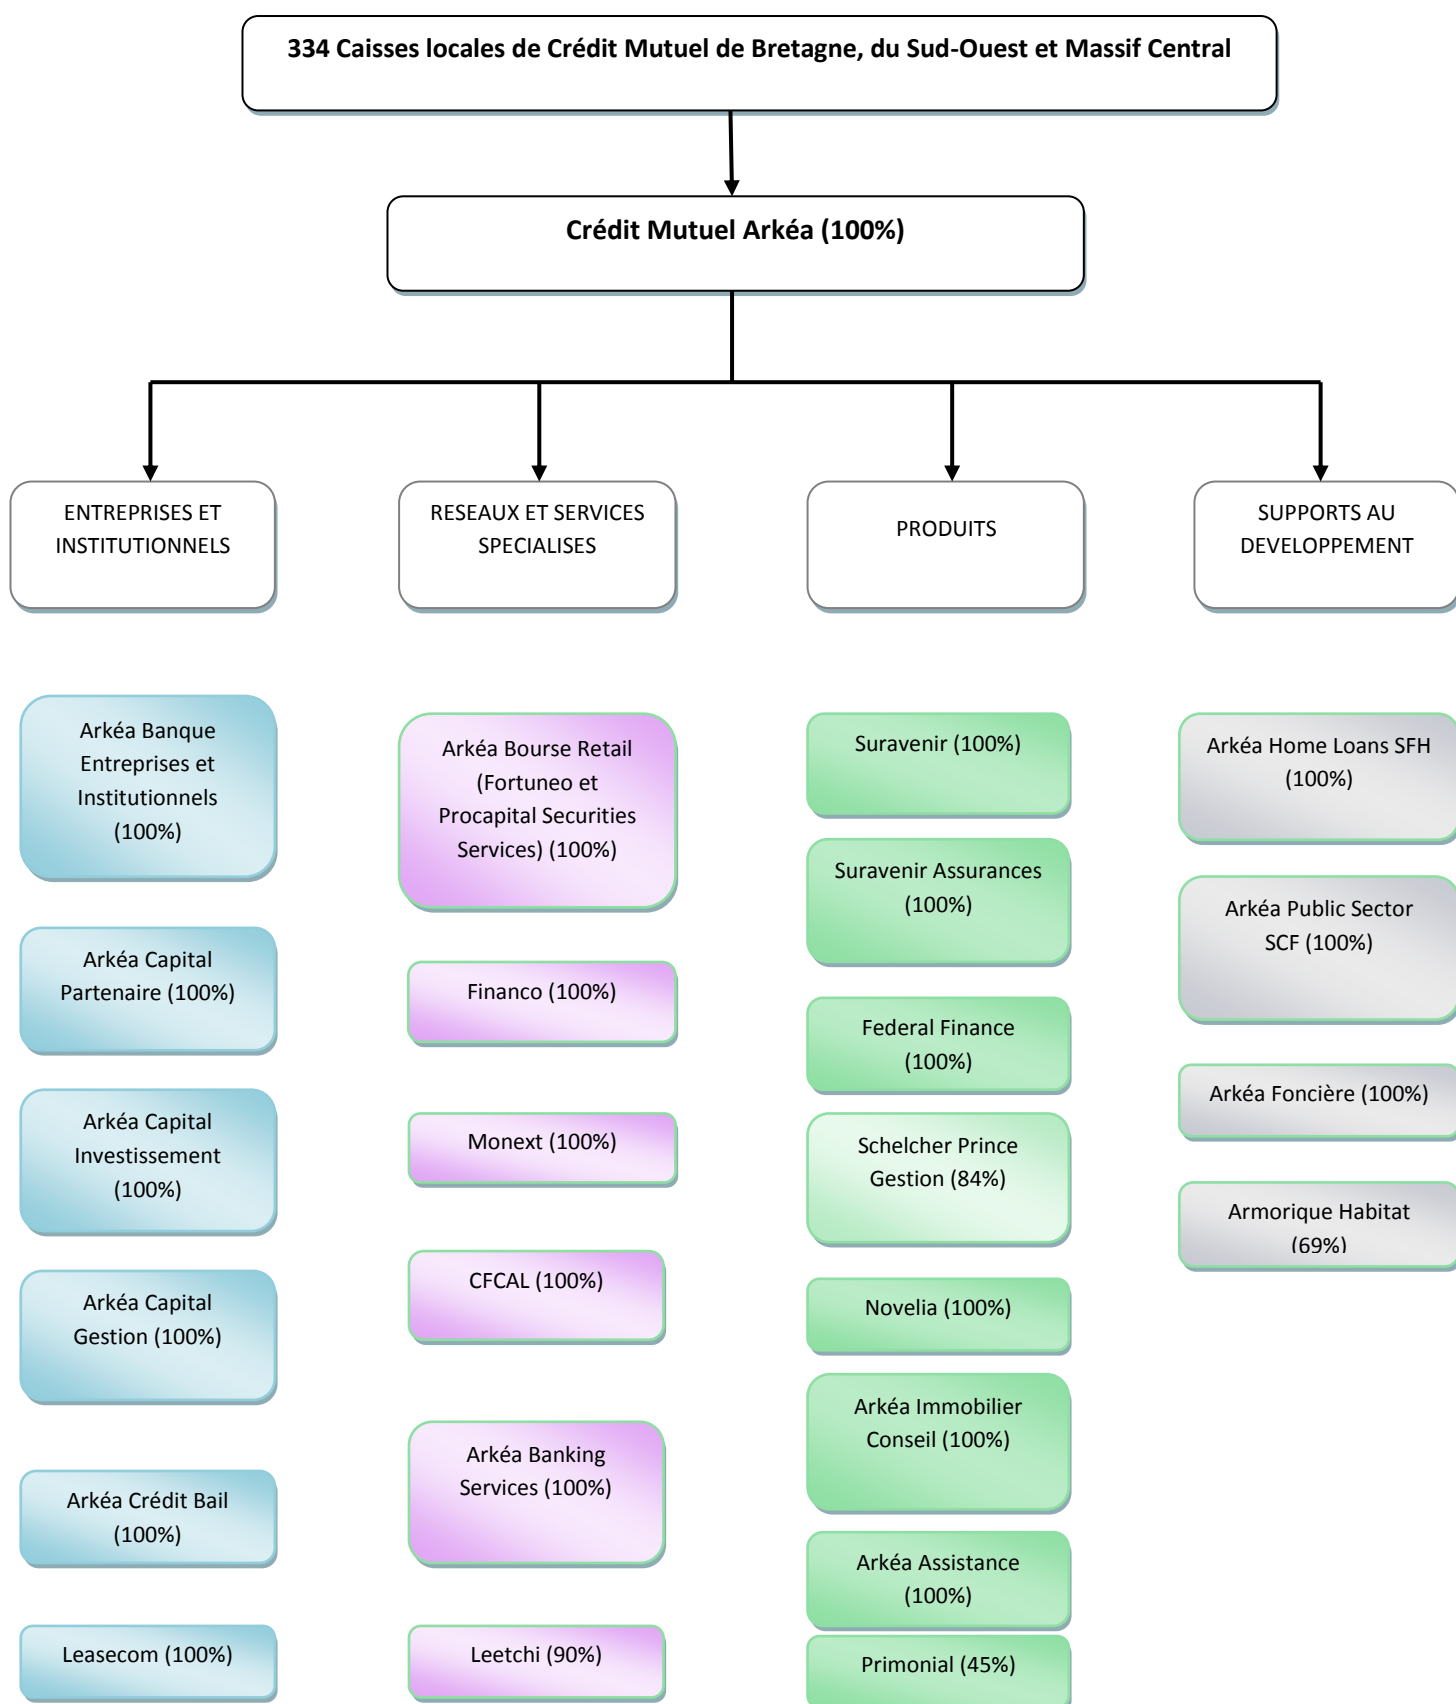 334 Caisses locales de Crédit Mutuel de Bretagne, du Sud-Ouest et Massif Central
Crédit Mutuel Arkéa (100%)
ENTREPRISES ET
INSTITUTIONNELS
RESEAUX ET SERVICES
SPECIALISES
PRODUITS
SUPPORTS AU
DEVELOPPEMENT
Arkéa Banque
Entreprises et
Institutionnels
(100%)
Arkéa Capital
Partenaire (100%)
Arkéa Capital
Investissement
(100%)
Arkéa Capital
Gestion (100%)
Arkéa Crédit Bail
(100%)
Leasecom (100%)
Arkéa Bourse Retail
(Fortuneo et
Procapital Securities
Services) (100%)
Financo (100%)
Monext (100%)
CFCAL (100%)
Arkéa Banking
Services (100%)
Leetchi (90%)
Suravenir (100%)
Suravenir Assurances
(100%)
Federal Finance
(100%)
Schelcher Prince
Gestion (84%)
Novelia (100%)
Arkéa Immobilier
Conseil (100%)
Arkéa Assistance
(100%)
Primonial (45%)
Arkéa Home Loans SFH
(100%)
Arkéa Public Sector
SCF (100%)
Arkéa Foncière (100%)
Armorique Habitat
(69%)